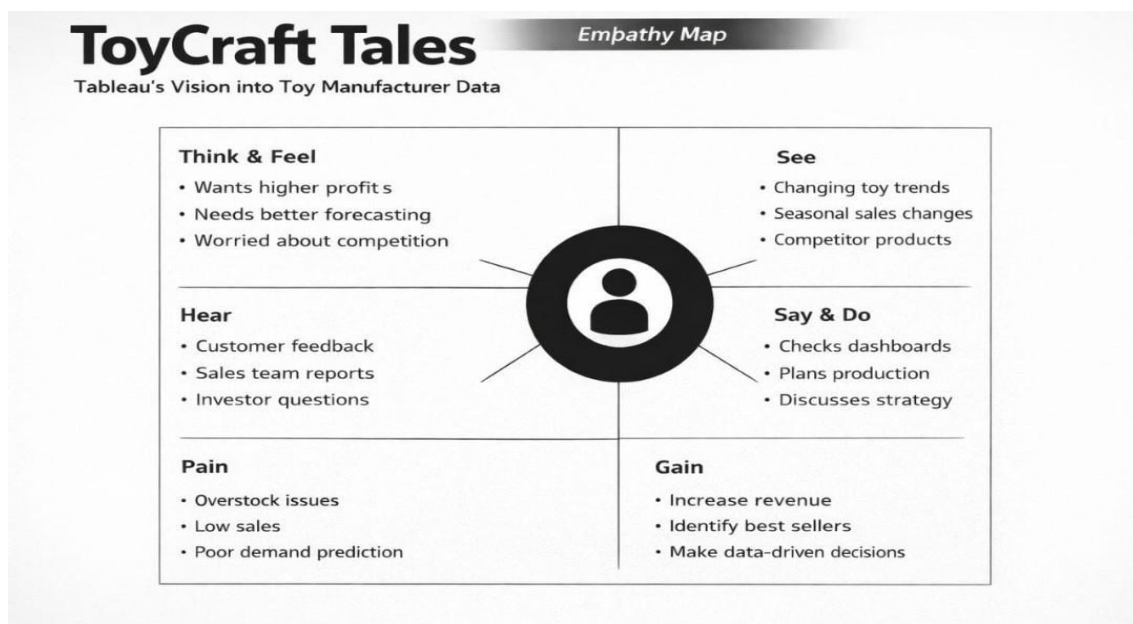 ToyCraft Tales
Empathy Map
Tableau's Vision into Toy Manufacturer Data
Think & Feel
• Wants higher profits
• Needs better forecasting
• Worried about competition
See
• Changing toy trends
• Seasonal sales changes
• Competitor products
Hear
• Customer feedback
• Sales team reports
• Investor questions
Say & Do
• Checks dashboards
• Plans production
• Discusses strategy
Pain
• Overstock issues
• Low sales
• Poor demand prediction
Gain
• Increase revenue
• Identify best sellers
• Make data-driven decisions